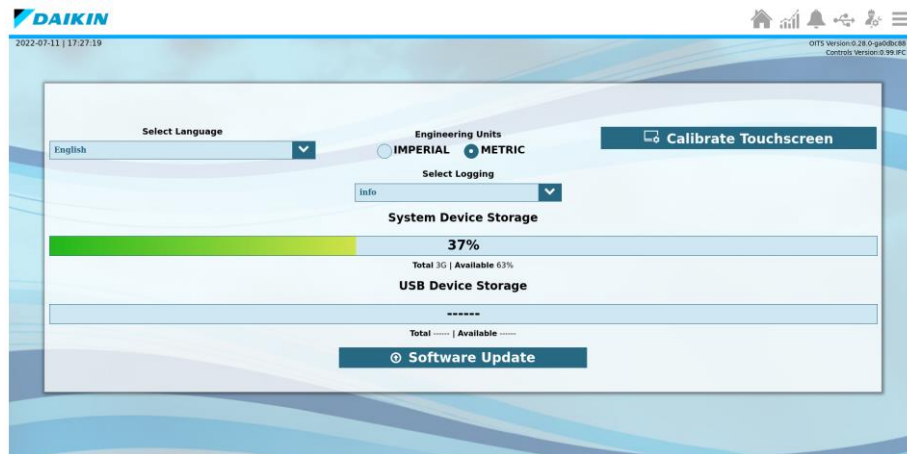 DAIKIN
2022-07-11 | 17:27:19
OITS Version:0.28.0-ga0dbc88
Controls Version:0.99.IFC
Select Language
English
Engineering Units
IMPERIAL METRIC
Calibrate Touchscreen
Select Logging
info
System Device Storage
37%
Total 3G | Available 63%
USB Device Storage
------
Total ------ | Available ------
Software Update